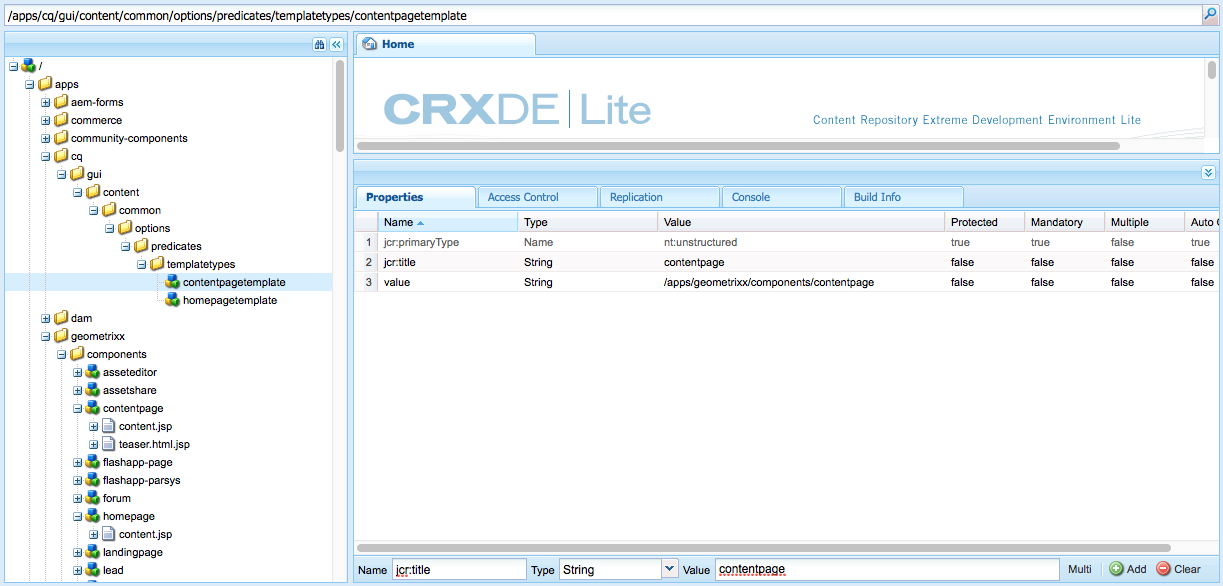 /apps/cq/gui/content/common/options/predicates/templatetypes/contentpagetemplate
/
apps
aem-forms
commerce
community-components
cq
gui
content
common
options
predicates
templatetypes
contentpagetemplate
homepagetemplate
dam
geometrixx
components
asseteditor
assetshare
contentpage
content.jsp
teaser.html.jsp
flashapp-page
flashapp-parsys
forum
homepage
content.jsp
landingpage
lead
Home
CRXDE Lite
Content Repository Extreme Development Environment Lite
Properties Access Control Replication Console Build Info
Name Type Value Protected Mandatory Multiple Auto
1 jcr:primaryType Name nt:unstructured true true false true
2 jcr:title String contentpage false false false false
3 value String /apps/geometrixx/components/contentpage false false false false
Name jcr:title Type String Value contentpage Multi Add Clear